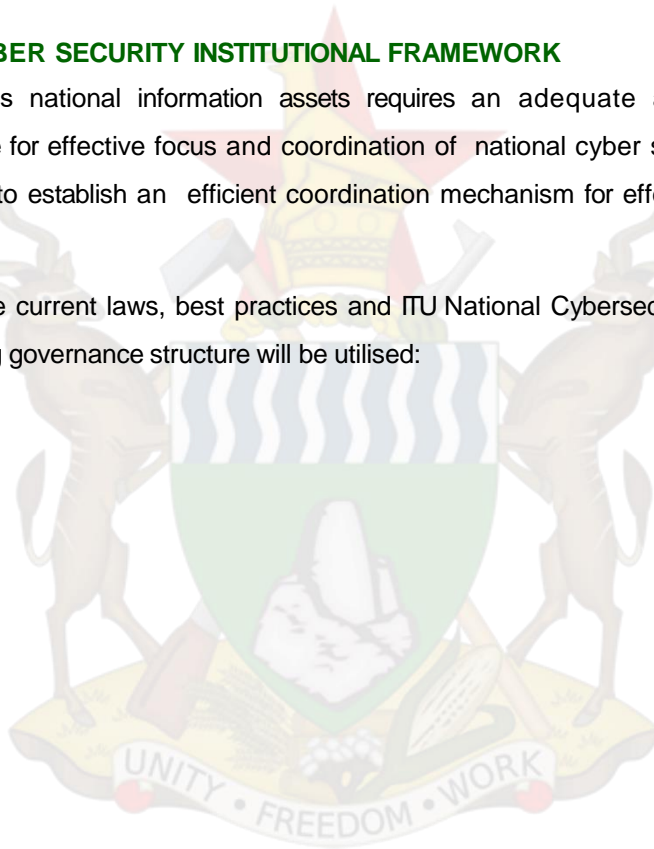 BER SECURITY INSTITUTIONAL FRAMEWORK
s national information assets requires an adequate a
e for effective focus and coordination of national cyber s
to establish an efficient coordination mechanism for effe
e current laws, best practices and ITU National Cybersec
g governance structure will be utilised:
UNITY • FREEDOM • WORK